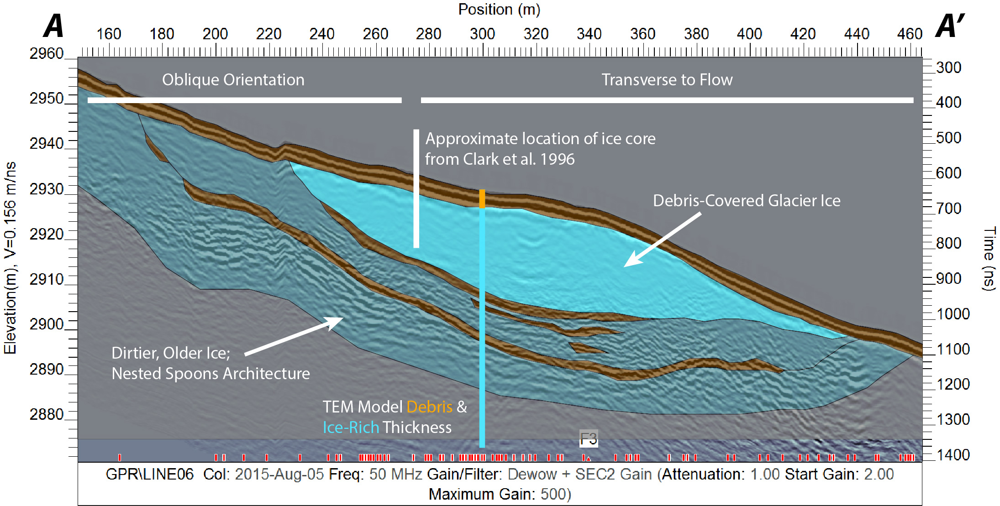 Position (m)
A
A′
160 180 200 220 240 260 280 300 320 340 360 380 400 420 440 460
2960
2950
2940
2930
2920
2910
2900
2890
2880
Elevation(m), V=0.156 m/ns
300
400
500
600
700
800
900
1000
1100
1200
1300
1400
Time (ns)
Oblique Orientation
Transverse to Flow
Approximate location of ice core
from Clark et al. 1996
Debris-Covered Glacier Ice
Dirtier, Older Ice;
Nested Spoons Architecture
TEM Model Debris &
Ice-Rich Thickness
F3
GPR\LINE06 Col: 2015-Aug-05 Freq: 50 MHz Gain/Filter: Dewow + SEC2 Gain (Attenuation: 1.00 Start Gain: 2.00
Maximum Gain: 500)